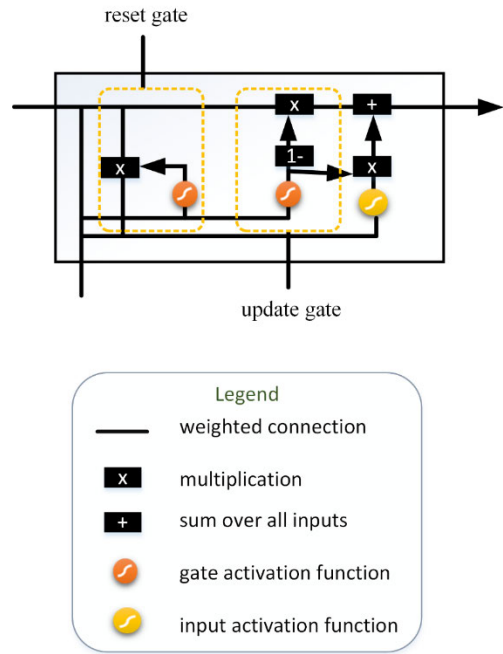 reset gate
x
+
1-
x
x
update gate
Legend
weighted connection
x
multiplication
+
sum over all inputs
gate activation function
input activation function